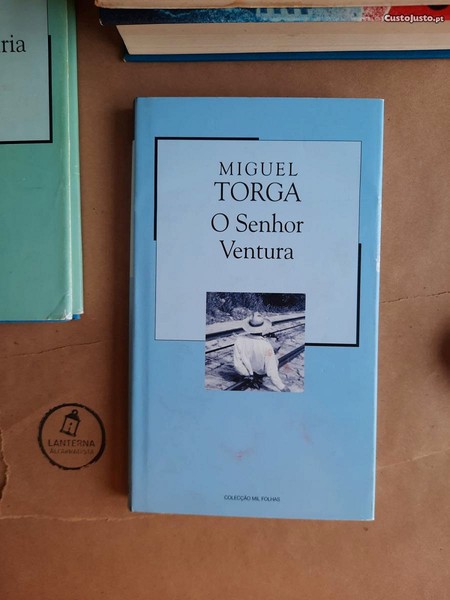 CustoJusto.pt
ria
MIGUEL
TORGA
O Senhor
Ventura
COLECÇÃO MIL FOLHAS
LANTERNA